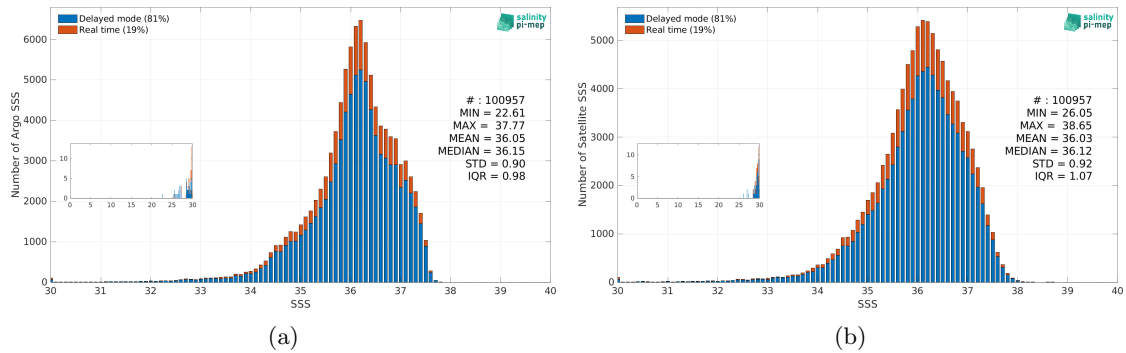 Delayed mode (81%)
Real time (19%)
salinity
pi-mep
Number of Argo SSS
6000
5000
4000
3000
2000
1000
0
# : 100957
MIN = 22.61
MAX = 37.77
MEAN = 36.05
MEDIAN = 36.15
STD = 0.90
IQR = 0.98
10
5
0
0 5 10 15 20 25 30
30 31 32 33 34 35 36 37 38 39 40
SSS
(a)
Delayed mode (81%)
Real time (19%)
salinity
pi-mep
Number of Satellite SSS
5000
4000
3000
2000
1000
0
# : 100957
MIN = 26.05
MAX = 38.65
MEAN = 36.03
MEDIAN = 36.12
STD = 0.92
IQR = 1.07
10
5
0
0 5 10 15 20 25 30
30 31 32 33 34 35 36 37 38 39 40
SSS
(b)